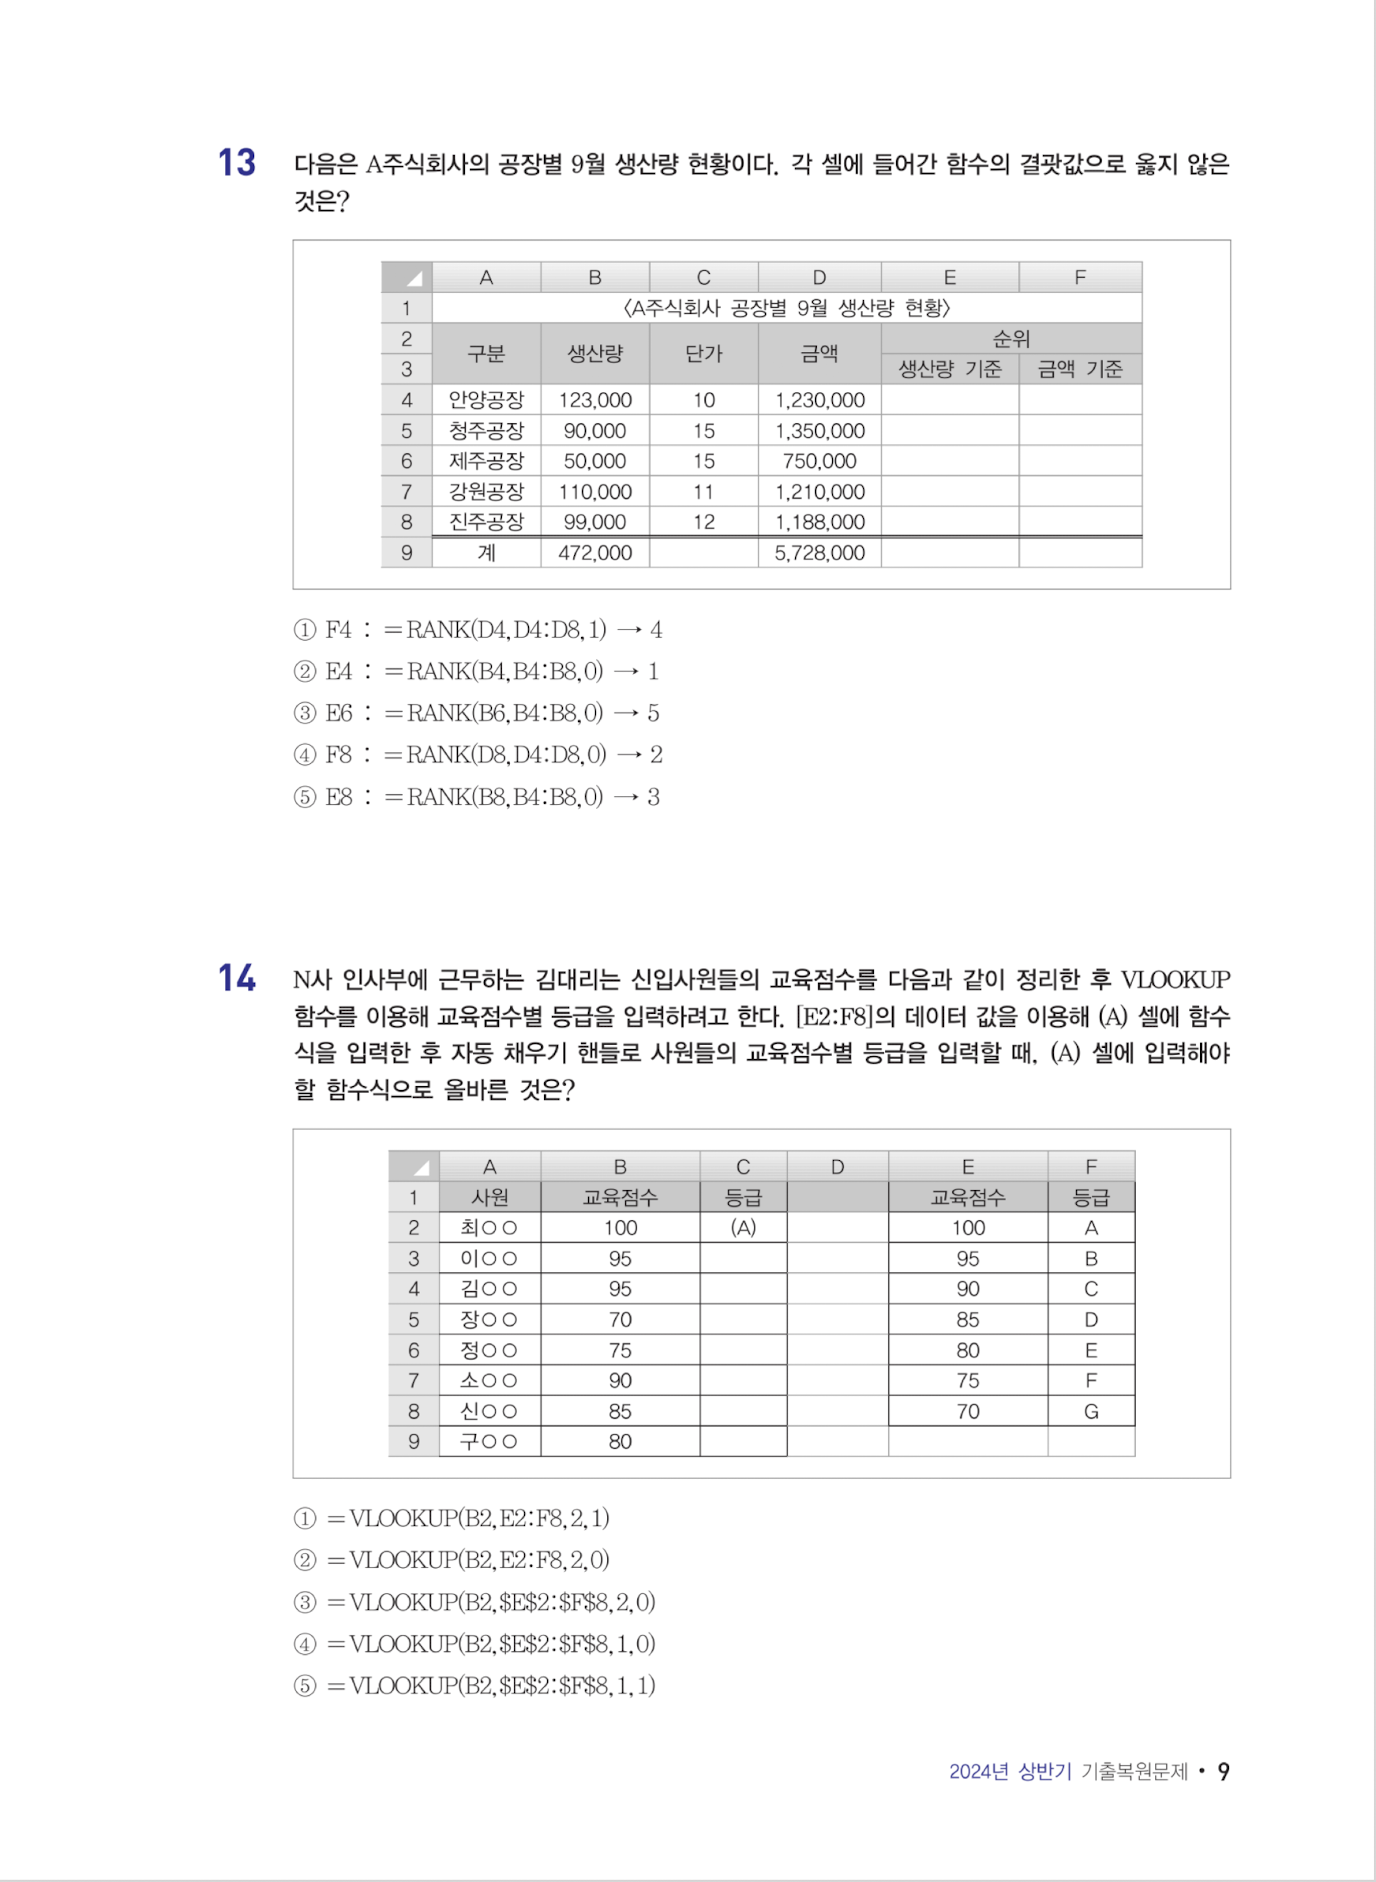 13 다음은 A주식회사의 공장별 9월 생산량 현황이다. 각 셀에 들어간 함수의 결괏값으로 옳지 않은
것은?
A B C D E F
1 〈A주식회사 공장별 9월 생산량 현황〉
2 구분 생산량 단가 금액 순위
3 생산량 기준 금액 기준
4 안양공장 123,000 10 1,230,000
5 청주공장 90,000 15 1,350,000
6 제주공장 50,000 15 750,000
7 강원공장 110,000 11 1,210,000
8 진주공장 99,000 12 1,188,000
9 계 472,000 5,728,000
① F4 : =RANK(D4,D4:D8,1) → 4
② E4 : =RANK(B4,B4:B8,0) → 1
③ E6 : =RANK(B6,B4:B8,0) → 5
④ F8 : =RANK(D8,D4:D8,0) → 2
⑤ E8 : =RANK(B8,B4:B8,0) → 3
14 N사 인사부에 근무하는 김대리는 신입사원들의 교육점수를 다음과 같이 정리한 후 VLOOKUP
함수를 이용해 교육점수별 등급을 입력하려고 한다. [E2:F8]의 데이터 값을 이용해 (A) 셀에 함수
식을 입력한 후 자동 채우기 핸들로 사원들의 교육점수별 등급을 입력할 때, (A) 셀에 입력해야
할 함수식으로 올바른 것은?
A B C D E F
1 사원 교육점수 등급 교육점수 등급
2 최○○ 100 (A) 100 A
3 이○○ 95 95 B
4 김○○ 95 90 C
5 장○○ 70 85 D
6 정○○ 75 80 E
7 소○○ 90 75 F
8 신○○ 85 70 G
9 구○○ 80
① =VLOOKUP(B2,E2:F8,2,1)
② =VLOOKUP(B2,E2:F8,2,0)
③ =VLOOKUP(B2,$E$2:$F$8,2,0)
④ =VLOOKUP(B2,$E$2:$F$8,1,0)
⑤ =VLOOKUP(B2,$E$2:$F$8,1,1)
2024년 상반기 기출복원문제 • 9